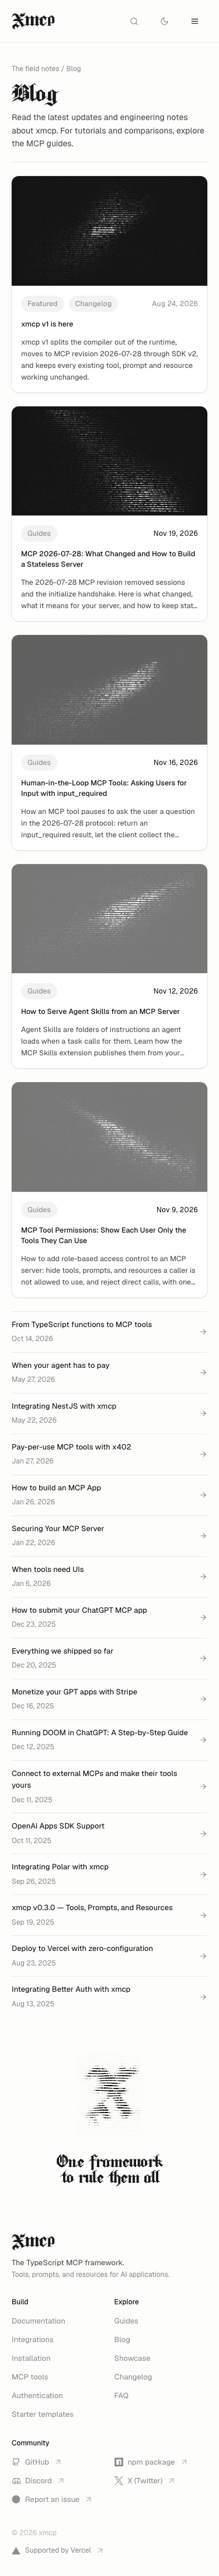 Xmcp
The field notes / Blog
Blog
Read the latest updates and engineering notes
about xmcp. For tutorials and comparisons, explore
the MCP guides.
Featured
Changelog
Aug 24, 2026
xmcp v1 is here
xmcp v1 splits the compiler out of the runtime,
moves to MCP revision 2026-07-28 through SDK v2,
and keeps every existing tool, prompt and resource
working unchanged.
Guides
Nov 19, 2026
MCP 2026-07-28: What Changed and How to Build
a Stateless Server
The 2026-07-28 MCP revision removed sessions
and the initialize handshake. Here is what changed,
what it means for your server, and how to keep stat...
Guides
Nov 16, 2026
Human-in-the-Loop MCP Tools: Asking Users for
Input with input_required
How an MCP tool pauses to ask the user a question
in the 2026-07-28 protocol: return an
input_required result, let the client collect the...
Guides
Nov 12, 2026
How to Serve Agent Skills from an MCP Server
Agent Skills are folders of instructions an agent
loads when a task calls for them. Learn how the
MCP Skills extension publishes them from your...
Guides
Nov 9, 2026
MCP Tool Permissions: Show Each User Only the
Tools They Can Use
How to add role-based access control to an MCP
server: hide tools, prompts, and resources a caller is
not allowed to use, and reject direct calls, with one...
From TypeScript functions to MCP tools
Oct 14, 2026
When your agent has to pay
May 27, 2026
Integrating NestJS with xmcp
May 22, 2026
Pay-per-use MCP tools with x402
Jan 27, 2026
How to build an MCP App
Jan 26, 2026
Securing Your MCP Server
Jan 22, 2026
When tools need UIs
Jan 6, 2026
How to submit your ChatGPT MCP app
Dec 23, 2025
Everything we shipped so far
Dec 20, 2025
Monetize your GPT apps with Stripe
Dec 16, 2025
Running DOOM in ChatGPT: A Step-by-Step Guide
Dec 12, 2025
Connect to external MCPs and make their tools
yours
Dec 11, 2025
OpenAI Apps SDK Support
Oct 11, 2025
Integrating Polar with xmcp
Sep 26, 2025
xmcp v0.3.0 — Tools, Prompts, and Resources
Sep 19, 2025
Deploy to Vercel with zero-configuration
Aug 23, 2025
Integrating Better Auth with xmcp
Aug 13, 2025
X
One framework
to rule them all
Xmcp
The TypeScript MCP framework.
Tools, prompts, and resources for AI applications.
Build
Documentation
Integrations
Installation
MCP tools
Authentication
Starter templates
Explore
Guides
Blog
Showcase
Changelog
FAQ
Community
GitHub
npm package
Discord
X (Twitter)
Report an issue
© 2026 xmcp
Supported by Vercel